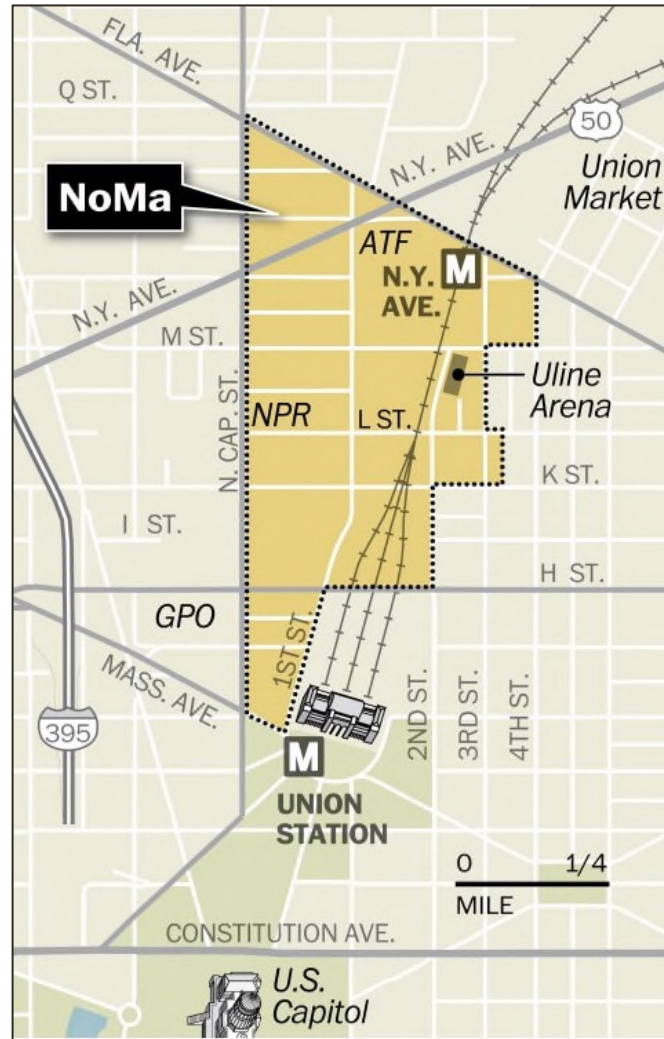 FLA. AVE.
Q ST.
50
N.Y. AVE.
Union
Market
NoMa
ATF
M
N.Y.
AVE.
N.Y. AVE.
M ST.
Uline
Arena
N. CAP. ST.
NPR
L ST.
K ST.
I ST.
H ST.
GPO
1ST ST.
MASS. AVE.
2ND ST.
3RD ST.
4TH ST.
395
M
UNION
STATION
0 1/4
MILE
CONSTITUTION AVE.
U.S.
Capitol